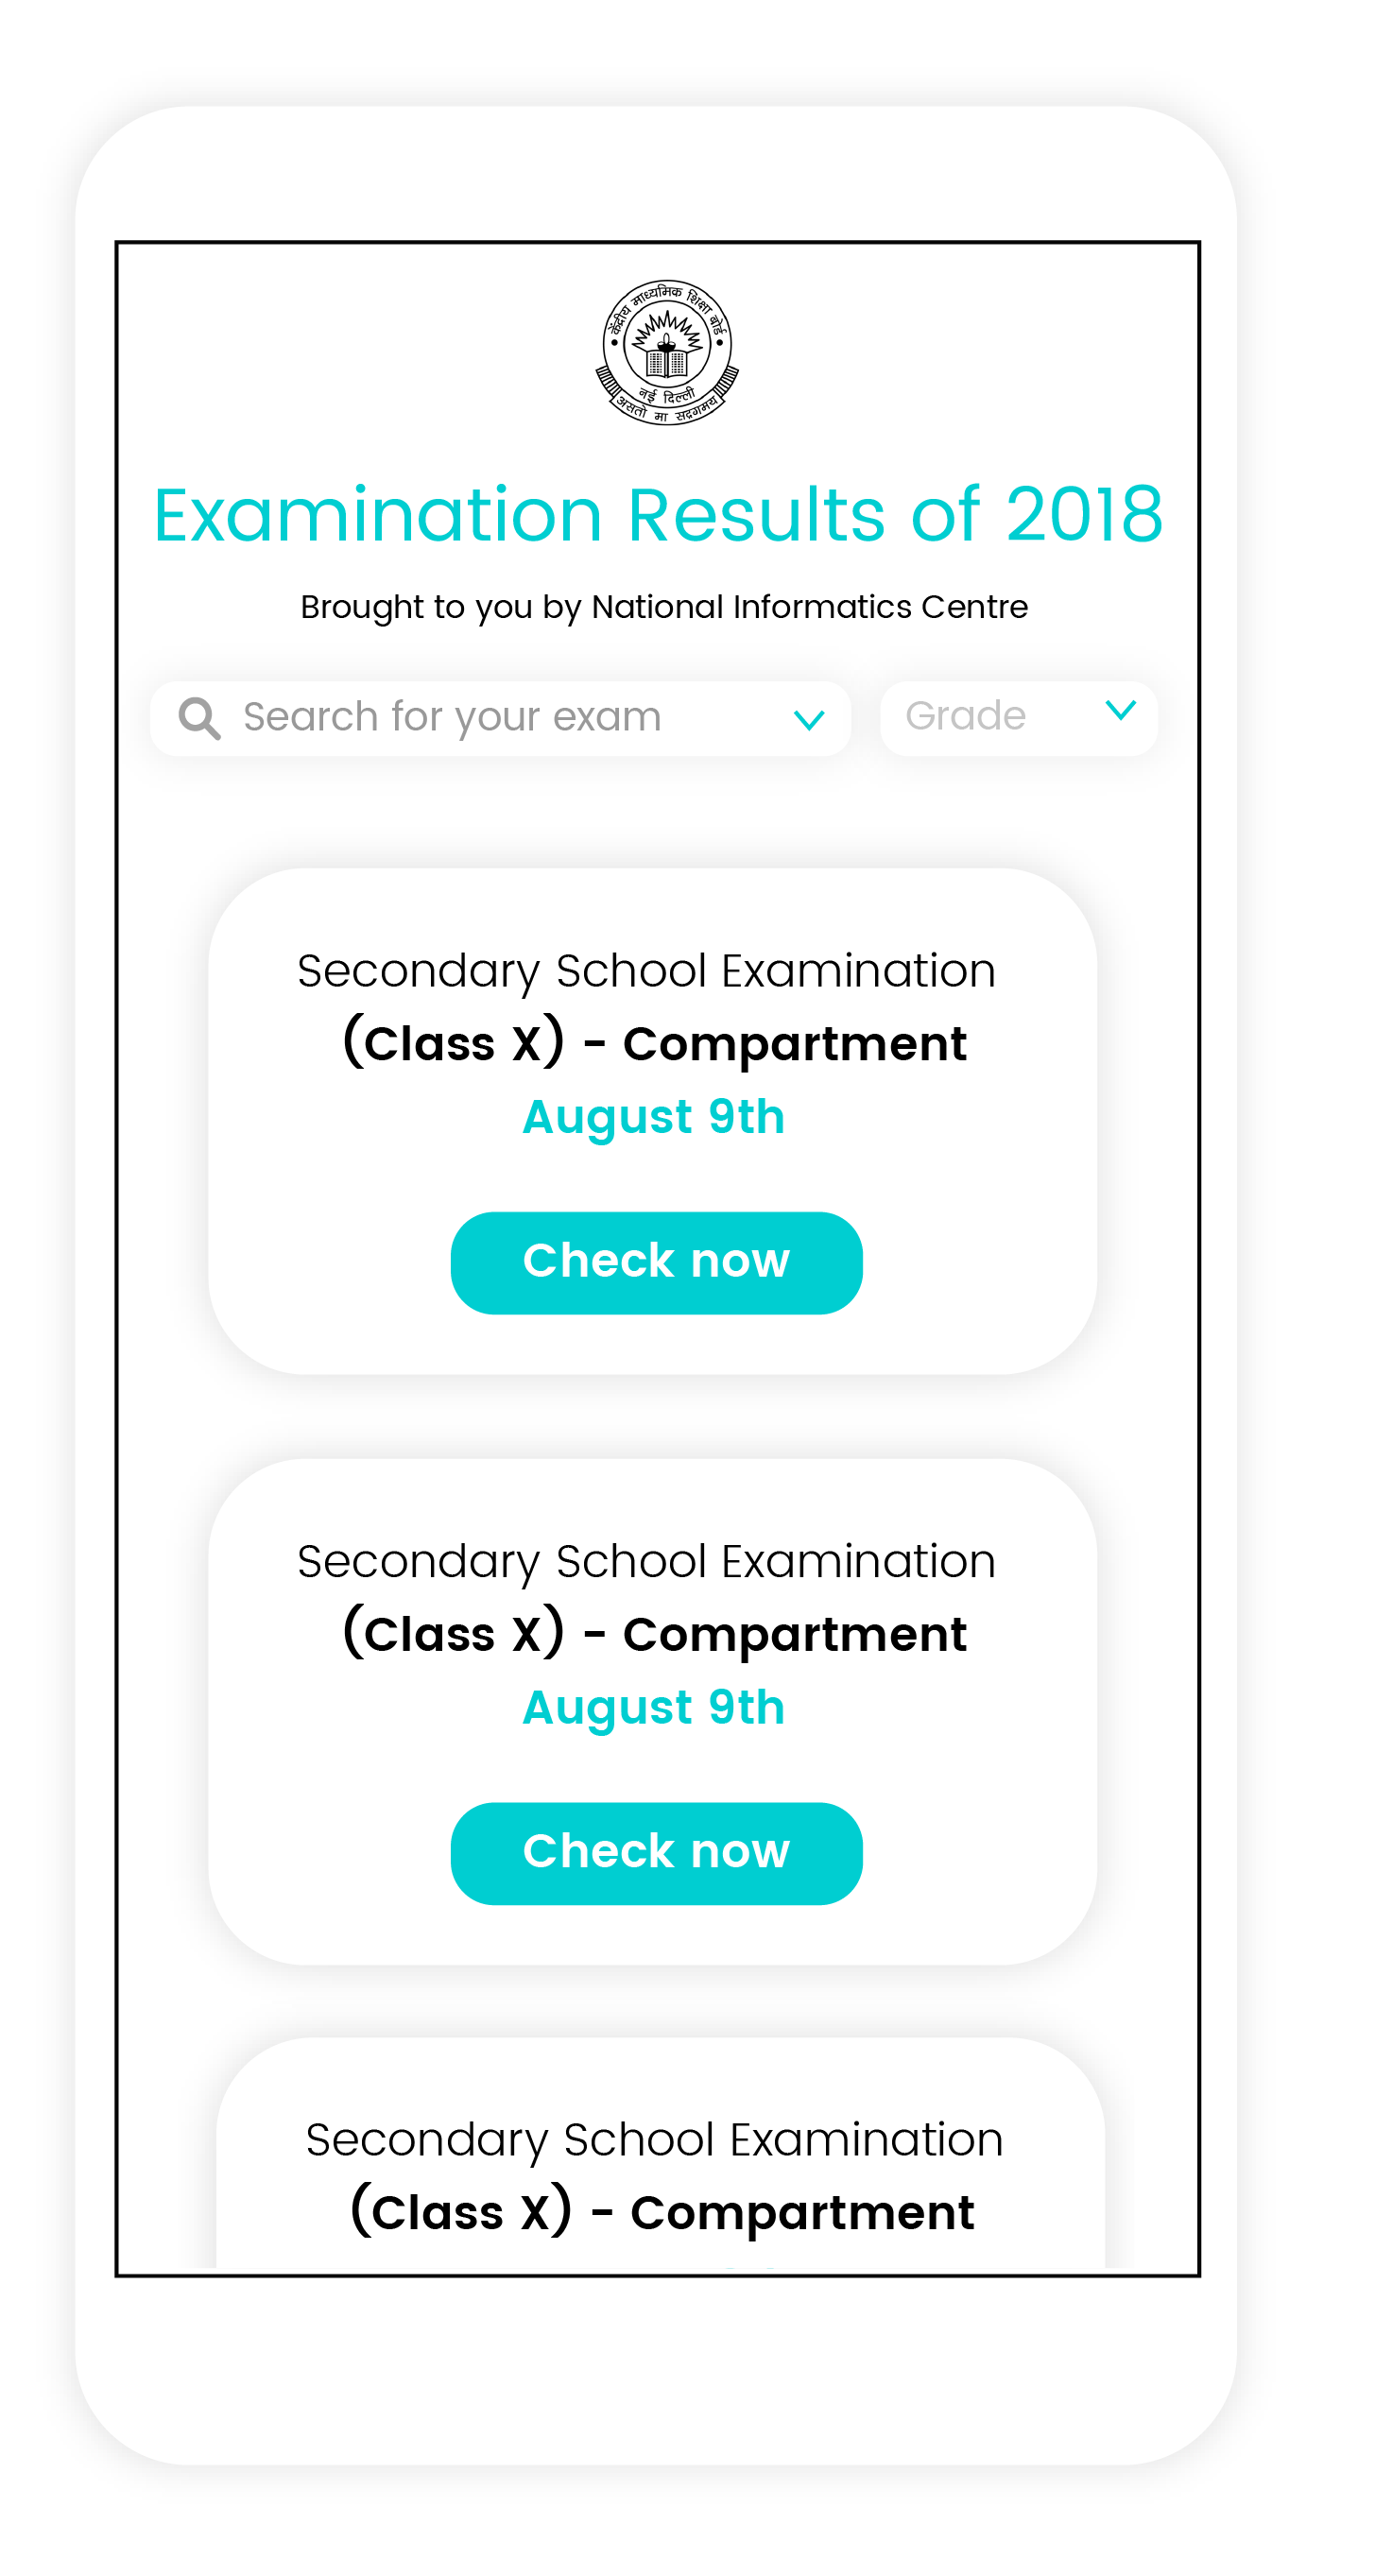 केंद्रीय माध्यमिक शिक्षा बोर्ड
नई दिल्ली
असतो मा सद्गमय
Examination Results of 2018
Brought to you by National Informatics Centre
Search for your exam
Grade
Secondary School Examination
(Class X) - Compartment
August 9th
Check now
Secondary School Examination
(Class X) - Compartment
August 9th
Check now
Secondary School Examination
(Class X) - Compartment